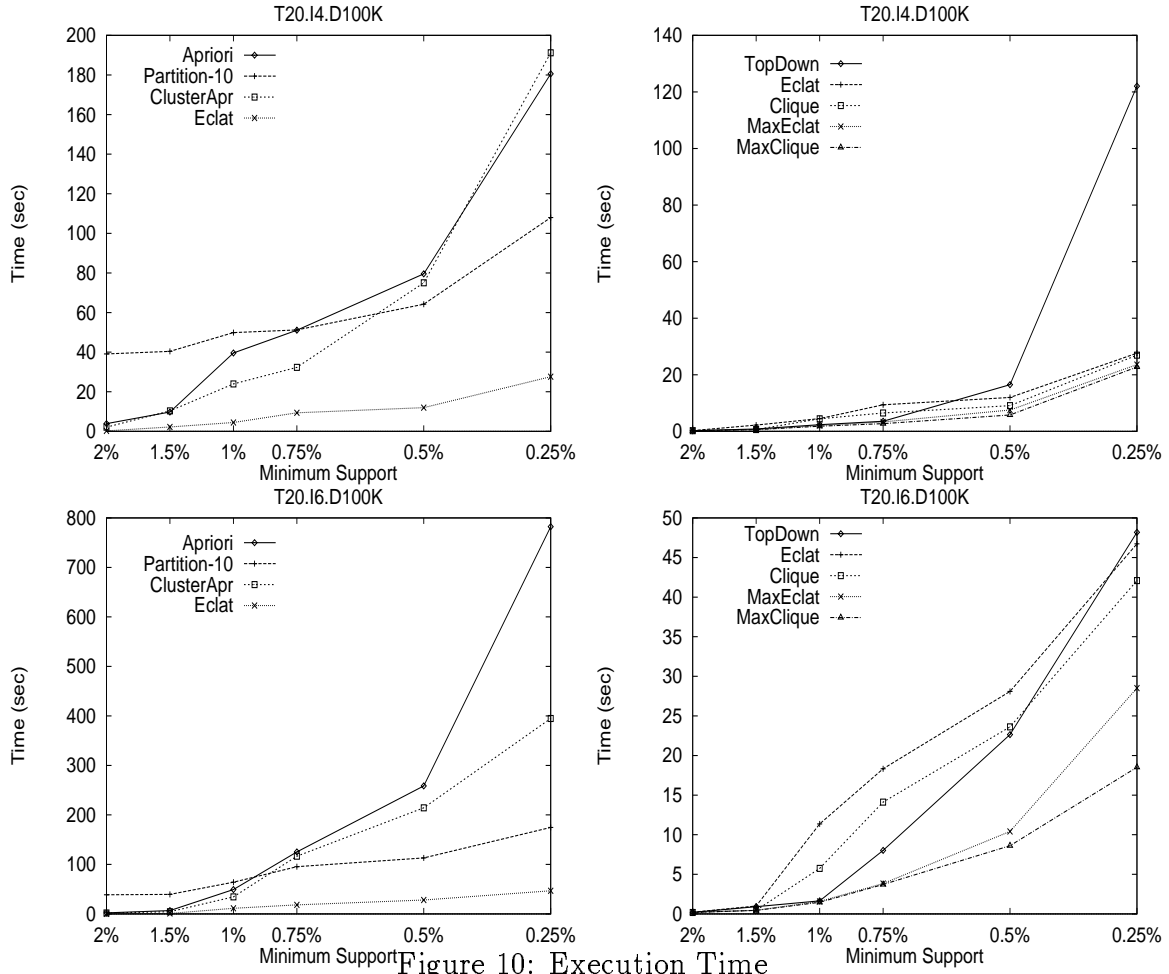 T20.I4.D100K
200
180
160
140
120
100
80
60
40
20
0
Time (sec)
Apriori
Partition-10
ClusterApr
Eclat
2% 1.5% 1% 0.75% 0.5% 0.25%
Minimum Support
T20.I4.D100K
140
120
100
80
60
40
20
0
Time (sec)
TopDown
Eclat
Clique
MaxEclat
MaxClique
2% 1.5% 1% 0.75% 0.5% 0.25%
Minimum Support
T20.I6.D100K
800
700
600
500
400
300
200
100
0
Time (sec)
Apriori
Partition-10
ClusterApr
Eclat
2% 1.5% 1% 0.75% 0.5% 0.25%
Minimum Support
T20.I6.D100K
50
45
40
35
30
25
20
15
10
5
0
Time (sec)
TopDown
Eclat
Clique
MaxEclat
MaxClique
2% 1.5% 1% 0.75% 0.5% 0.25%
Minimum Support
Figure 10: Execution Time